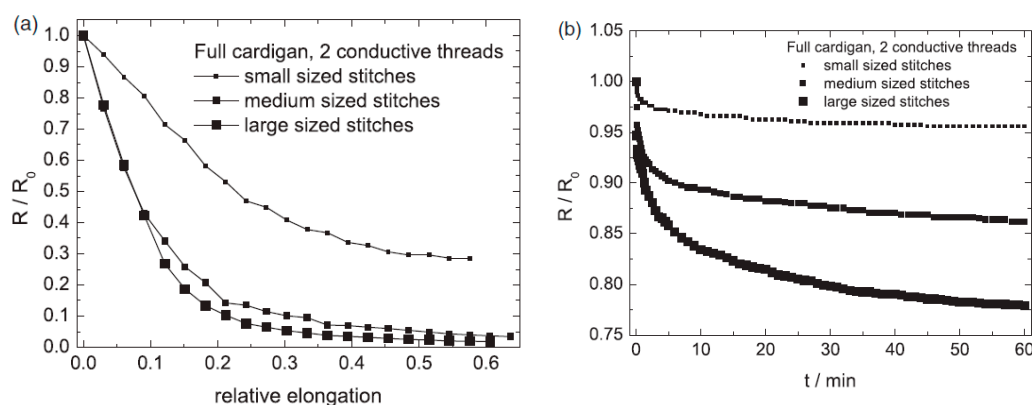 (a)
1.0
0.9
0.8
0.7
0.6
0.5
0.4
0.3
0.2
0.1
0.0
R / R₀
Full cardigan, 2 conductive threads
small sized stitches
medium sized stitches
large sized stitches
0.0 0.1 0.2 0.3 0.4 0.5 0.6
relative elongation
(b)
1.00
0.95
0.90
0.85
0.80
0.75
R / R₀
Full cardigan, 2 conductive threads
small sized stitches
medium sized stitches
large sized stitches
0 10 20 30 40 50 60
t / min